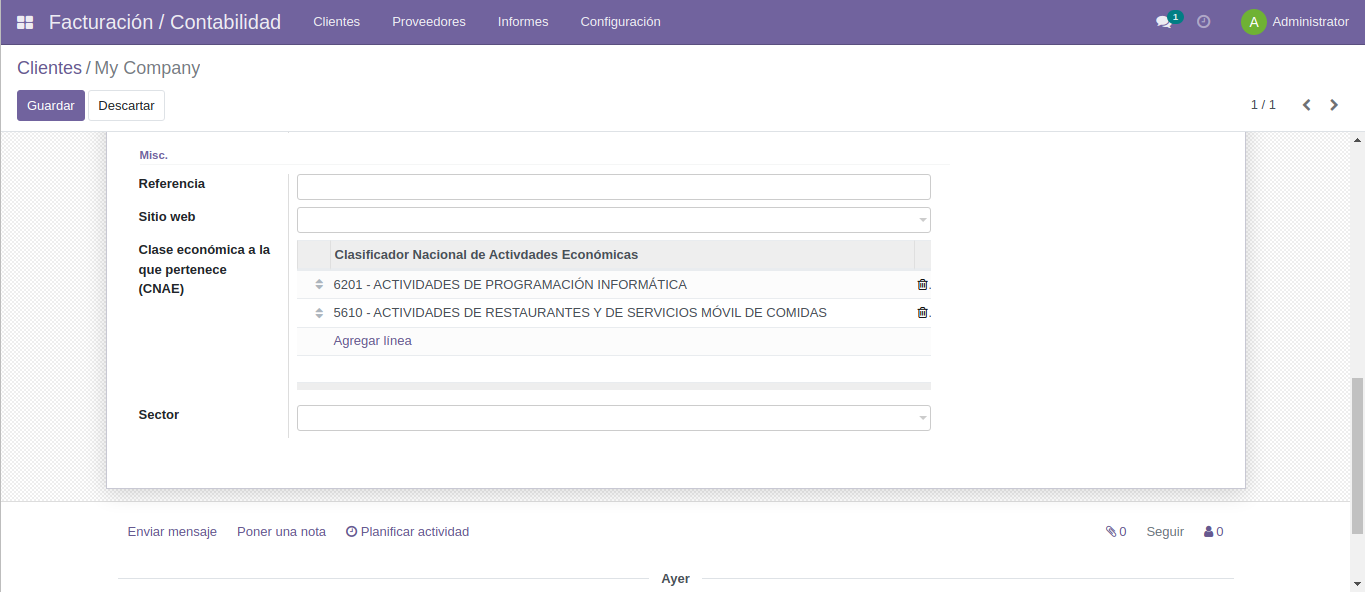 Facturación / Contabilidad Clientes Proveedores Informes Configuración 1 A Administrator
Clientes / My Company
Guardar Descartar 1 / 1
Misc.
Referencia
Sitio web
Clase económica a la
que pertenece
(CNAE)
Clasificador Nacional de Activdades Económicas
6201 - ACTIVIDADES DE PROGRAMACIÓN INFORMÁTICA
5610 - ACTIVIDADES DE RESTAURANTES Y DE SERVICIOS MÓVIL DE COMIDAS
Agregar línea
Sector
Enviar mensaje Poner una nota Planificar actividad 0 Seguir 0
Ayer